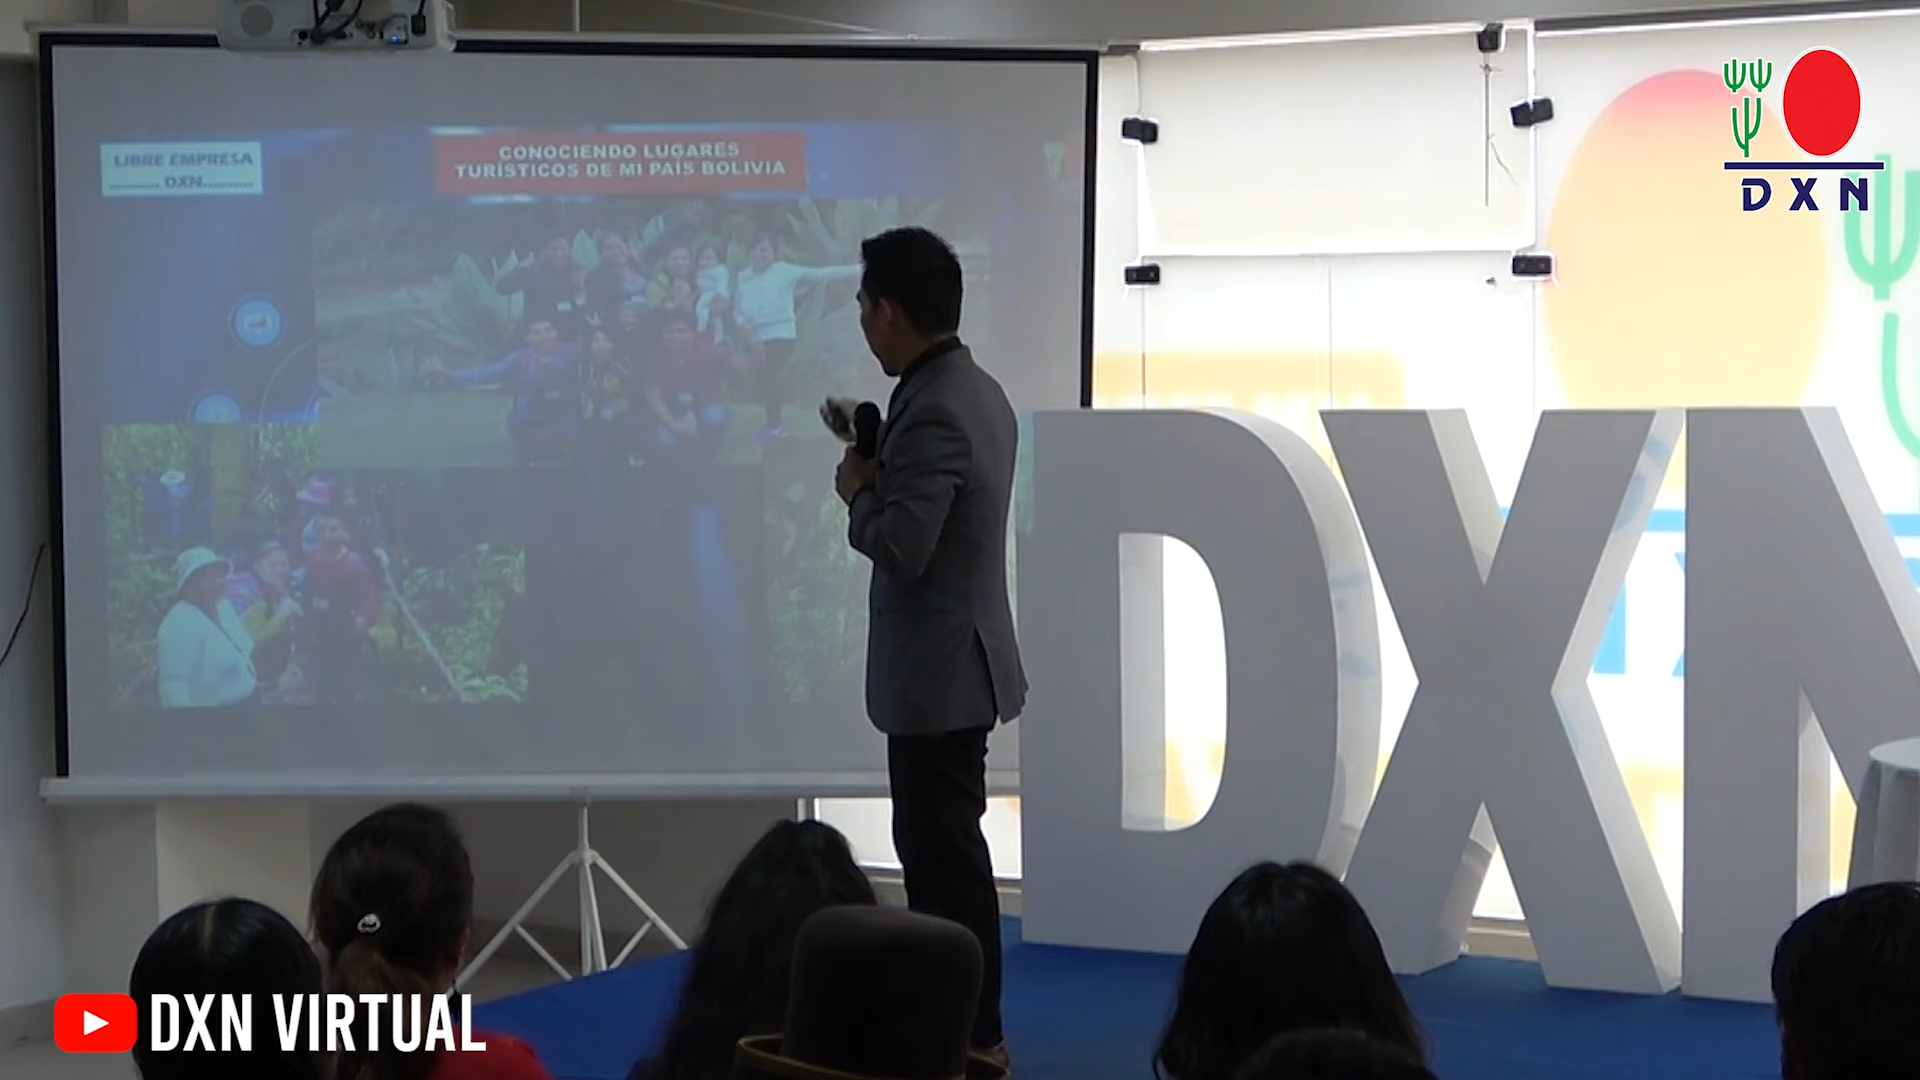 LIBRE EMPRESA
.......... DXN..........
CONOCIENDO LUGARES
TURÍSTICOS DE MI PAÍS BOLIVIA
DXN
DXN
DXN VIRTUAL